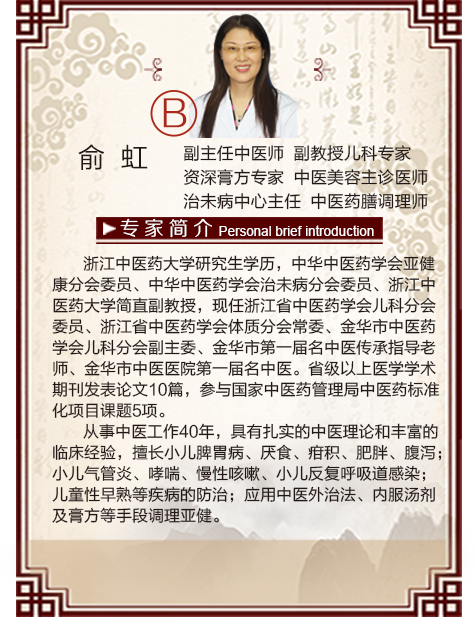 B
俞 虹
副主任中医师 副教授儿科专家
资深膏方专家 中医美容主诊医师
治未病中心主任 中医药膳调理师
▶专家简介 Personal brief introduction
浙江中医药大学研究生学历，中华中医药学会亚健
康分会委员、中华中医药学会治未病分会委员、浙江中
医药大学简直副教授，现任浙江省中医药学会儿科分会
委员、浙江省中医药学会体质分会常委、金华市中医药
学会儿科分会副主委、金华市第一届名中医传承指导老
师、金华市中医医院第一届名中医。省级以上医学学术
期刊发表论文10篇，参与国家中医药管理局中医药标准
化项目课题5项。
从事中医工作40年，具有扎实的中医理论和丰富的
临床经验，擅长小儿脾胃病、厌食、疳积、肥胖、腹泻；
小儿气管炎、哮喘、慢性咳嗽、小儿反复呼吸道感染；
儿童性早熟等疾病的防治；应用中医外治法、内服汤剂
及膏方等手段调理亚健。